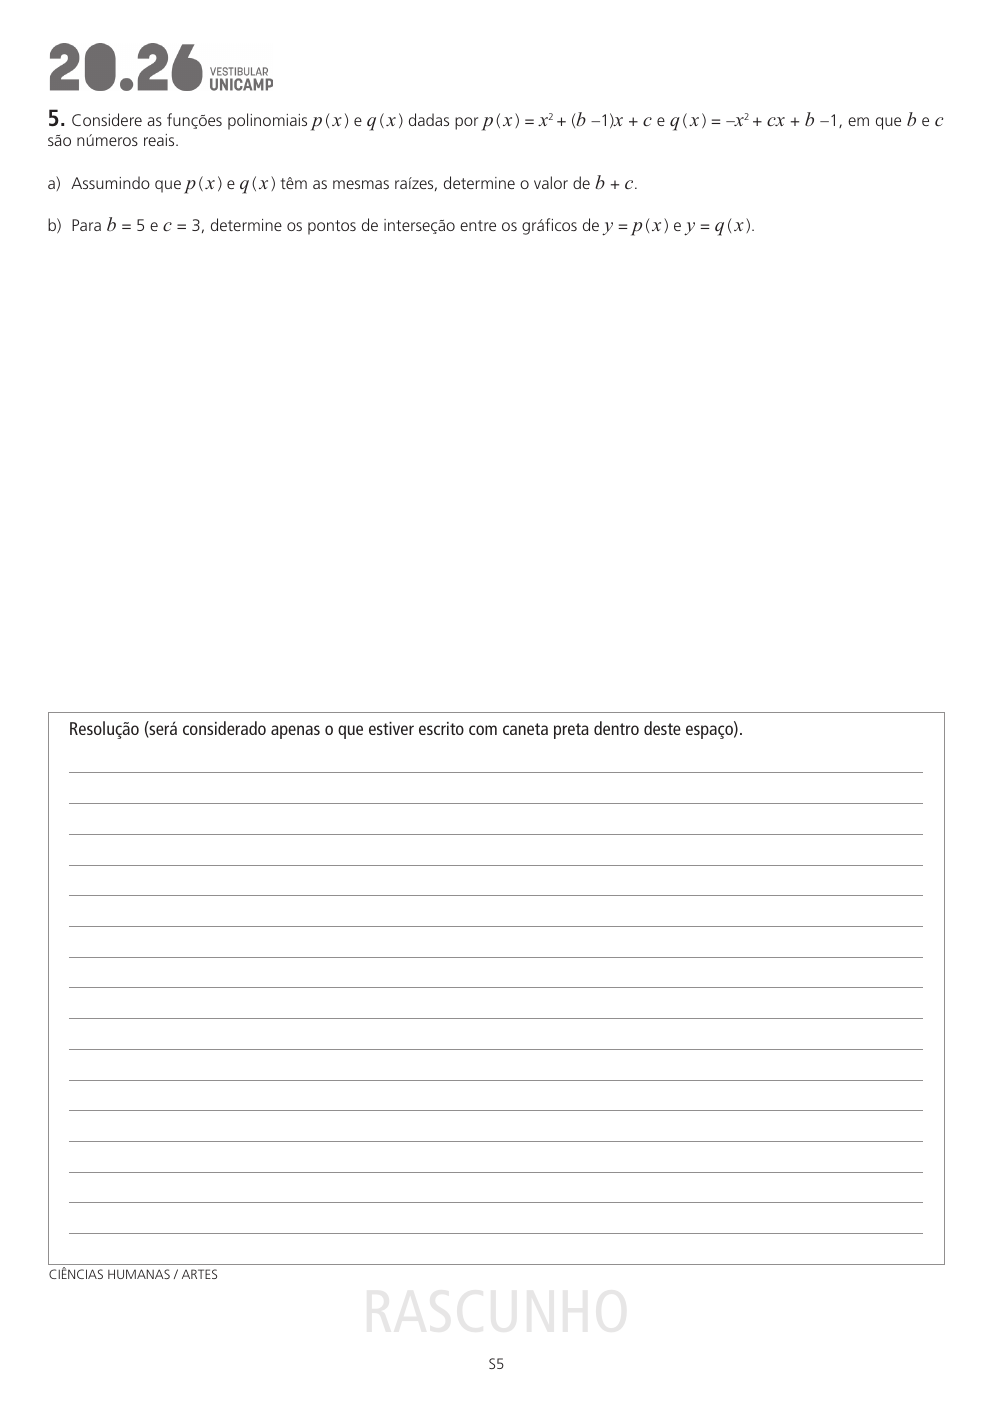 20.26 VESTIBULAR UNICAMP
5. Considere as funções polinomiais p(x) e q(x) dadas por p(x) = x² + (b –1)x + c e q(x) = –x² + cx + b –1, em que b e c
são números reais.
a) Assumindo que p(x) e q(x) têm as mesmas raízes, determine o valor de b + c.
b) Para b = 5 e c = 3, determine os pontos de interseção entre os gráficos de y = p(x) e y = q(x).
Resolução (será considerado apenas o que estiver escrito com caneta preta dentro deste espaço).
CIÊNCIAS HUMANAS / ARTES
RASCUNHO
S5